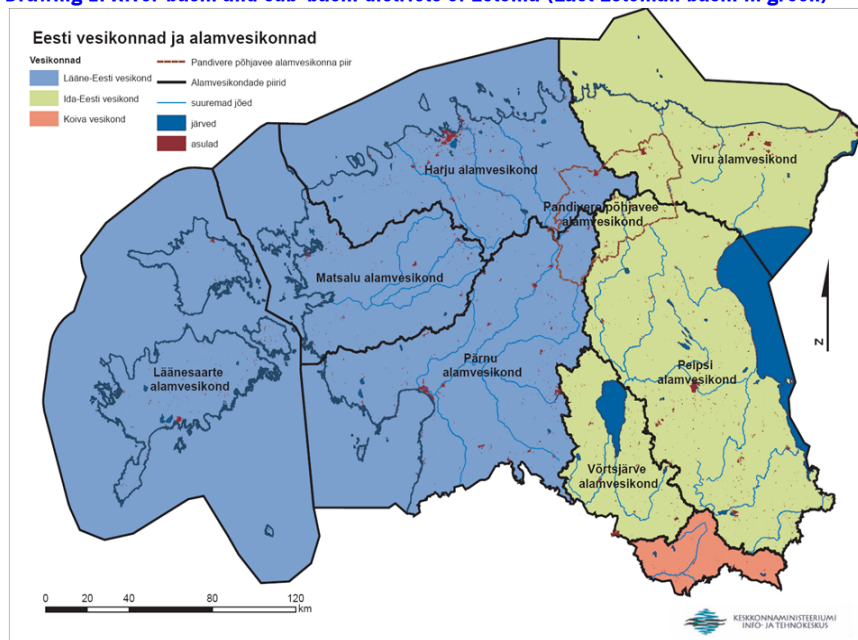 Drawing 2. River basin and sub-basin districts of Estonia (East Estonian basin in green)
Eesti vesikonnad ja alamvesikonnad
Vesikonnad
Lääne-Eesti vesikond
Ida-Eesti vesikond
Koiva vesikond
Pandivere põhjavee alamvesikonna piir
Alamvesikondade piirid
suuremad jõed
järved
asulad
Harju alamvesikond
Viru alamvesikond
Pandivere põhjavee
alamvesikond
Matsalu alamvesikond
Läänesaarte
alamvesikond
Pärnu
alamvesikond
Peipsi
alamvesikond
Võrtsjärve
alamvesikond
N
0 20 40 60 80 120
km
KESKKONNAMINISTEERIUMI
INFO- JA TEHNOKESKUS